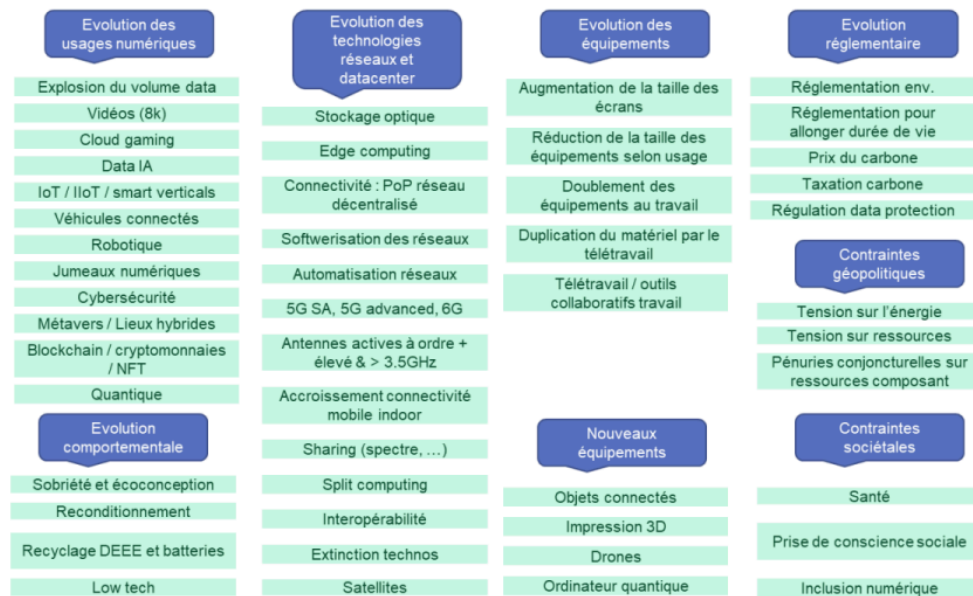 Evolution des
usages numériques
Explosion du volume data
Vidéos (8k)
Cloud gaming
Data IA
IoT / IIoT / smart verticals
Véhicules connectés
Robotique
Jumeaux numériques
Cybersécurité
Métavers / Lieux hybrides
Blockchain / cryptomonnaies
/ NFT
Quantique
Evolution
comportementale
Sobriété et écoconception
Reconditionnement
Recyclage DEEE et batteries
Low tech
Evolution des
technologies
réseaux et
datacenter
Stockage optique
Edge computing
Connectivité : PoP réseau
décentralisé
Softwerisation des réseaux
Automatisation réseaux
5G SA, 5G advanced, 6G
Antennes actives à ordre +
élevé & > 3.5GHz
Accroissement connectivité
mobile indoor
Sharing (spectre, ...)
Split computing
Interopérabilité
Extinction technos
Satellites
Evolution des
équipements
Augmentation de la taille des
écrans
Réduction de la taille des
équipements selon usage
Doublement des
équipements au travail
Duplication du matériel par le
télétravail
Télétravail / outils
collaboratifs travail
Nouveaux
équipements
Objets connectés
Impression 3D
Drones
Ordinateur quantique
Evolution
réglementaire
Réglementation env.
Réglementation pour
allonger durée de vie
Prix du carbone
Taxation carbone
Régulation data protection
Contraintes
géopolitiques
Tension sur l'énergie
Tension sur ressources
Pénuries conjoncturelles sur
ressources composant
Contraintes
sociétales
Santé
Prise de conscience sociale
Inclusion numérique